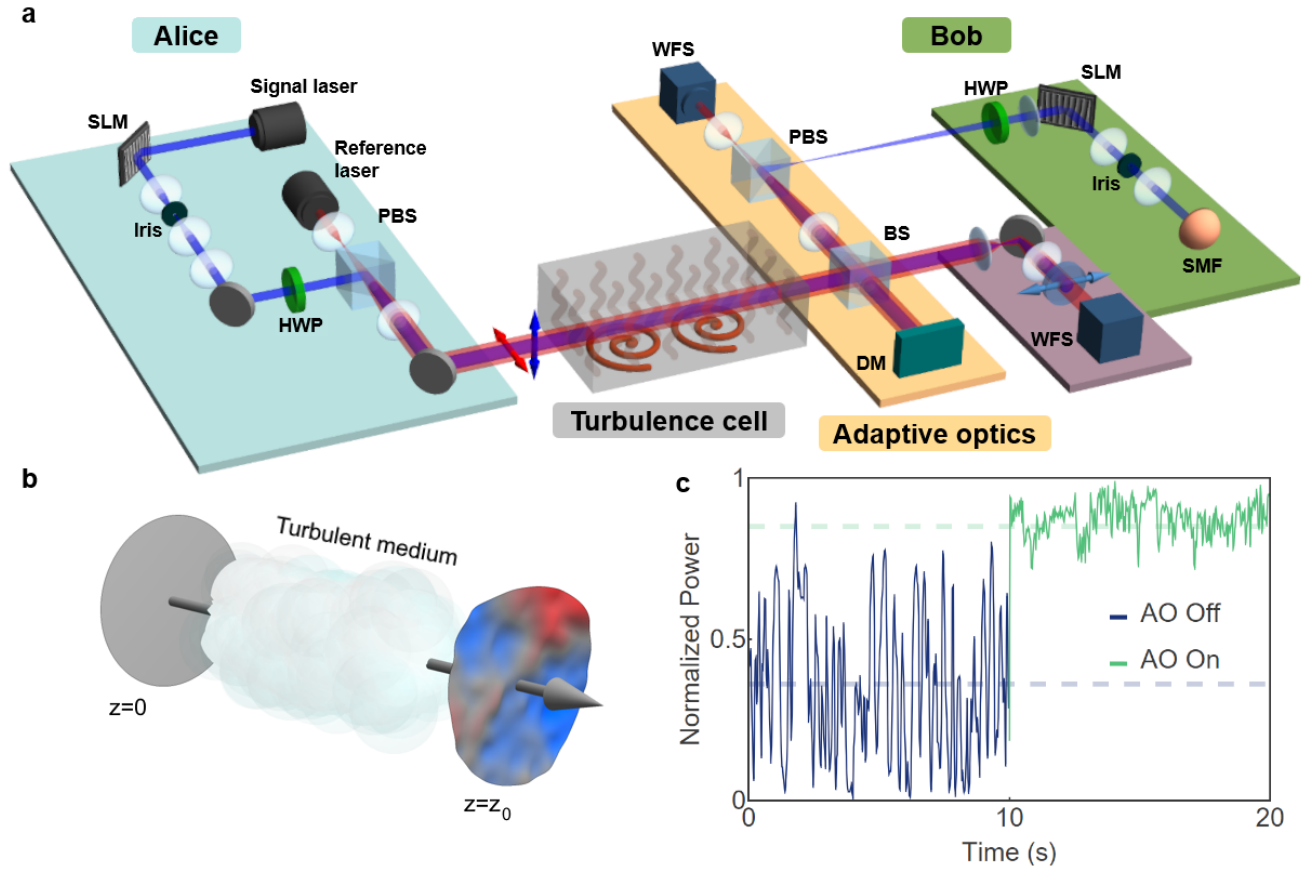 a
Alice
Bob
WFS
SLM
HWP
Signal laser
SLM
Reference
laser
PBS
PBS
Iris
Iris
BS
SMF
HWP
WFS
DM
Turbulence cell
Adaptive optics
b
Turbulent medium
z=0
z=z0
c
1
Normalized Power
0.5
0
AO Off
AO On
0
10
20
Time (s)